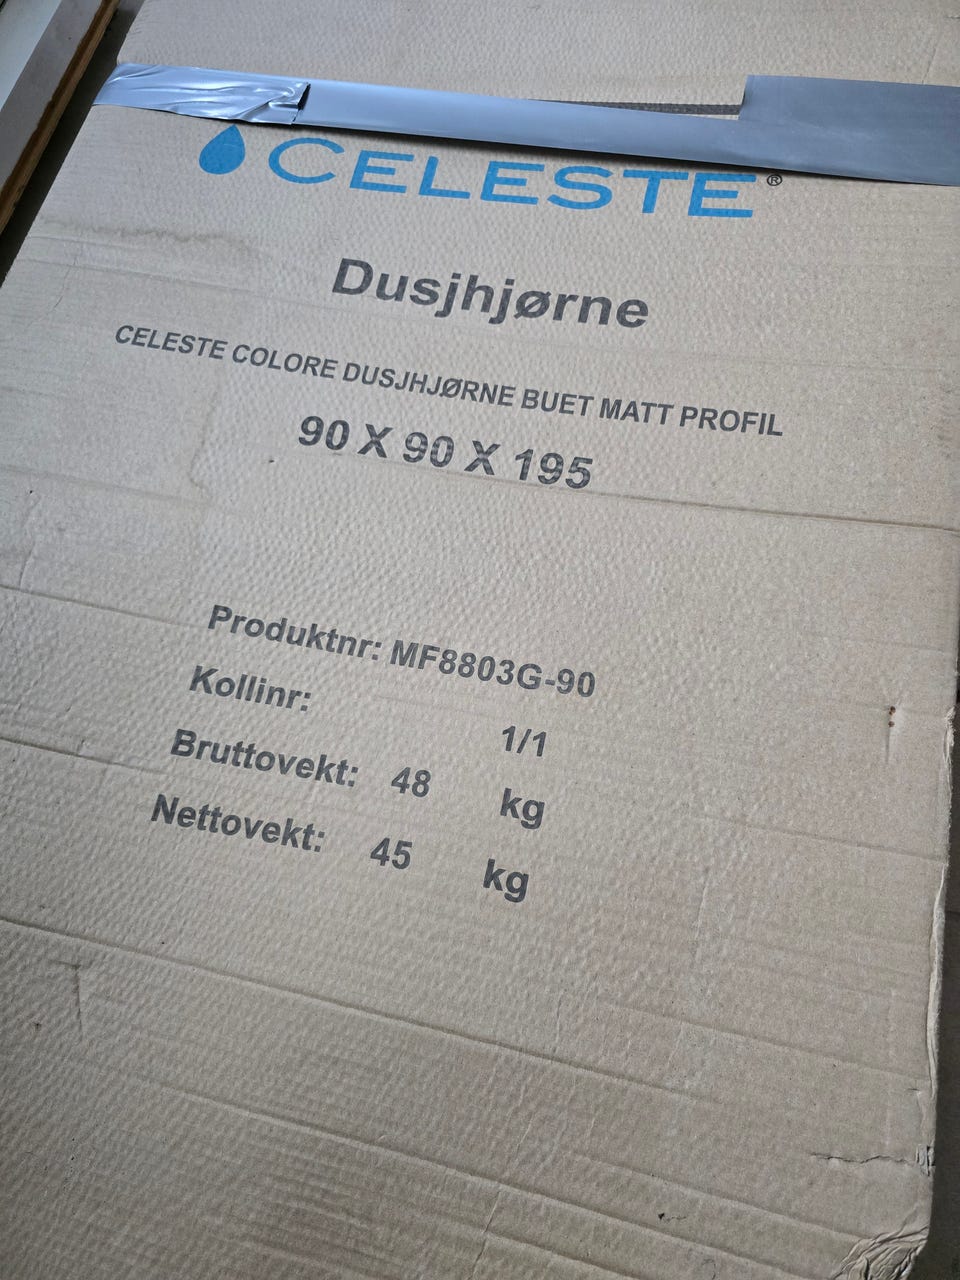 CELESTE®
Dusjhjørne
CELESTE COLORE DUSJHJØRNE BUET MATT PROFIL
90 X 90 X 195
Produktnr: MF8803G-90
Kollinr: 1/1
Bruttovekt: 48 kg
Nettovekt: 45 kg